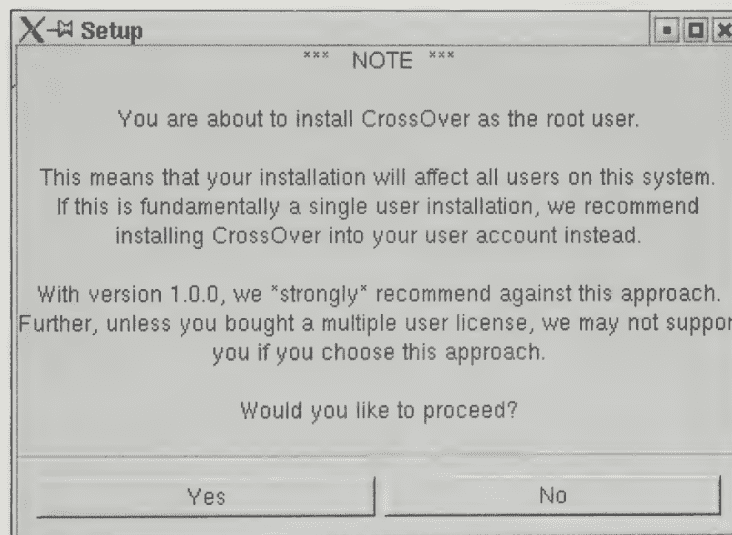 Setup
*** NOTE ***
You are about to install CrossOver as the root user.
This means that your installation will affect all users on this system.
If this is fundamentally a single user installation, we recommend
installing CrossOver into your user account instead.
With version 1.0.0, we *strongly* recommend against this approach.
Further, unless you bought a multiple user license, we may not suppor
you if you choose this approach.
Would you like to proceed?
Yes
No